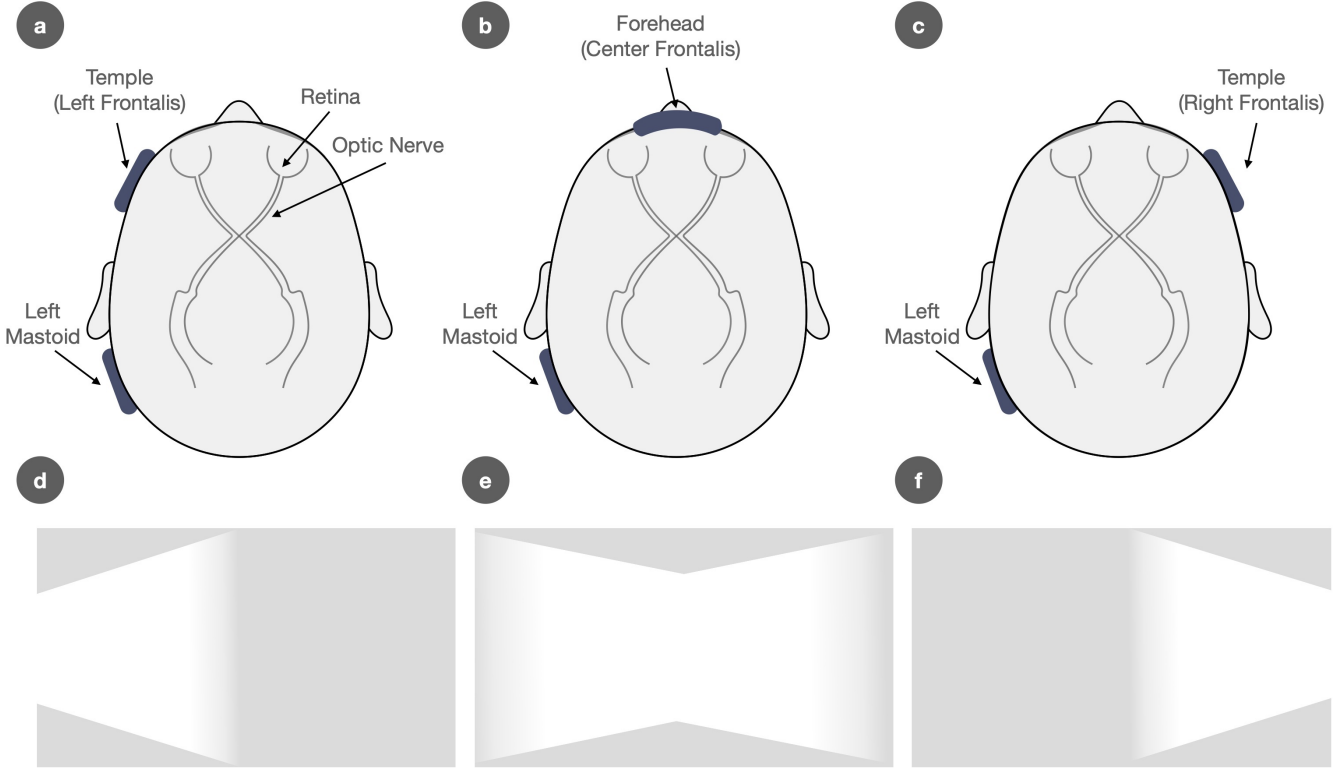 a
Temple
(Left Frontalis)
Retina
Optic Nerve
Left
Mastoid
b
Forehead
(Center Frontalis)
Left
Mastoid
c
Temple
(Right Frontalis)
Left
Mastoid
d
e
f